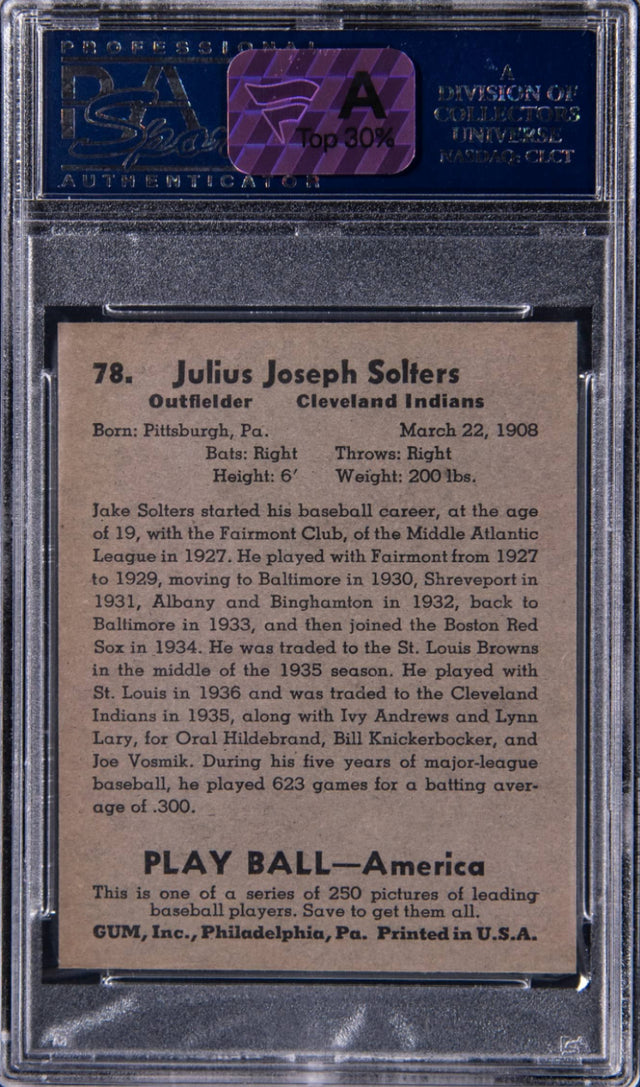 PROFESSIONAL
PSA
A
Top 30%
AUTHENTICATOR
A
DIVISION OF
COLLECTORS
UNIVERSE
NASDAQ: CLCT
78. Julius Joseph Solters
Outfielder Cleveland Indians
Born: Pittsburgh, Pa. March 22, 1908
Bats: Right Throws: Right
Height: 6′ Weight: 200 lbs.
Jake Solters started his baseball career, at the age
of 19, with the Fairmont Club, of the Middle Atlantic
League in 1927. He played with Fairmont from 1927
to 1929, moving to Baltimore in 1930, Shreveport in
1931, Albany and Binghamton in 1932, back to
Baltimore in 1933, and then joined the Boston Red
Sox in 1934. He was traded to the St. Louis Browns
in the middle of the 1935 season. He played with
St. Louis in 1936 and was traded to the Cleveland
Indians in 1935, along with Ivy Andrews and Lynn
Lary, for Oral Hildebrand, Bill Knickerbocker, and
Joe Vosmik. During his five years of major-league
baseball, he played 623 games for a batting aver-
age of .300.
PLAY BALL—America
This is one of a series of 250 pictures of leading
baseball players. Save to get them all.
GUM, Inc., Philadelphia, Pa. Printed in U.S.A.